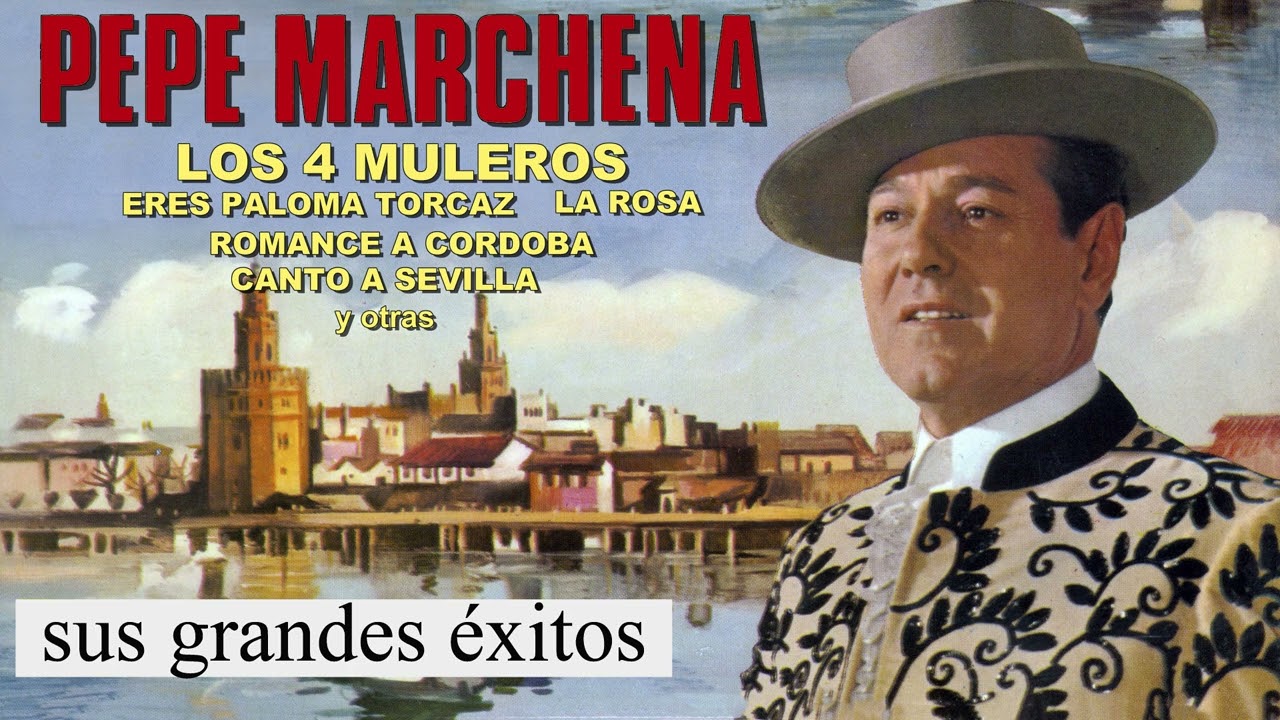 PEPE MARCHENA
LOS 4 MULEROS
ERES PALOMA TORCAZ LA ROSA
ROMANCE A CORDOBA
CANTO A SEVILLA
y otras
sus grandes éxitos